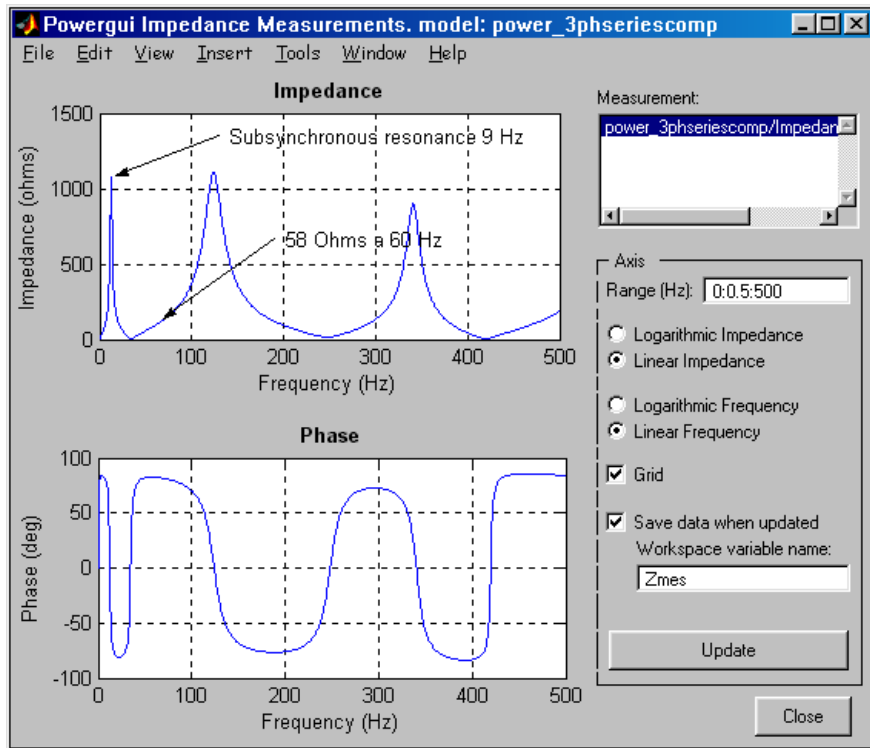 Powergui Impedance Measurements. model: power_3phseriescomp
File Edit View Insert Tools Window Help
Impedance
1500
1000
500
0
Impedance (ohms)
Subsynchronous resonance 9 Hz
58 Ohms a 60 Hz
0 100 200 300 400 500
Frequency (Hz)
Phase
100
50
0
-50
-100
Phase (deg)
0 100 200 300 400 500
Frequency (Hz)
Measurement:
power_3phseriescomp/Impedan
Axis
Range (Hz): 0:0.5:500
Logarithmic Impedance
Linear Impedance
Logarithmic Frequency
Linear Frequency
Grid
Save data when updated
Workspace variable name:
Zmes
Update
Close